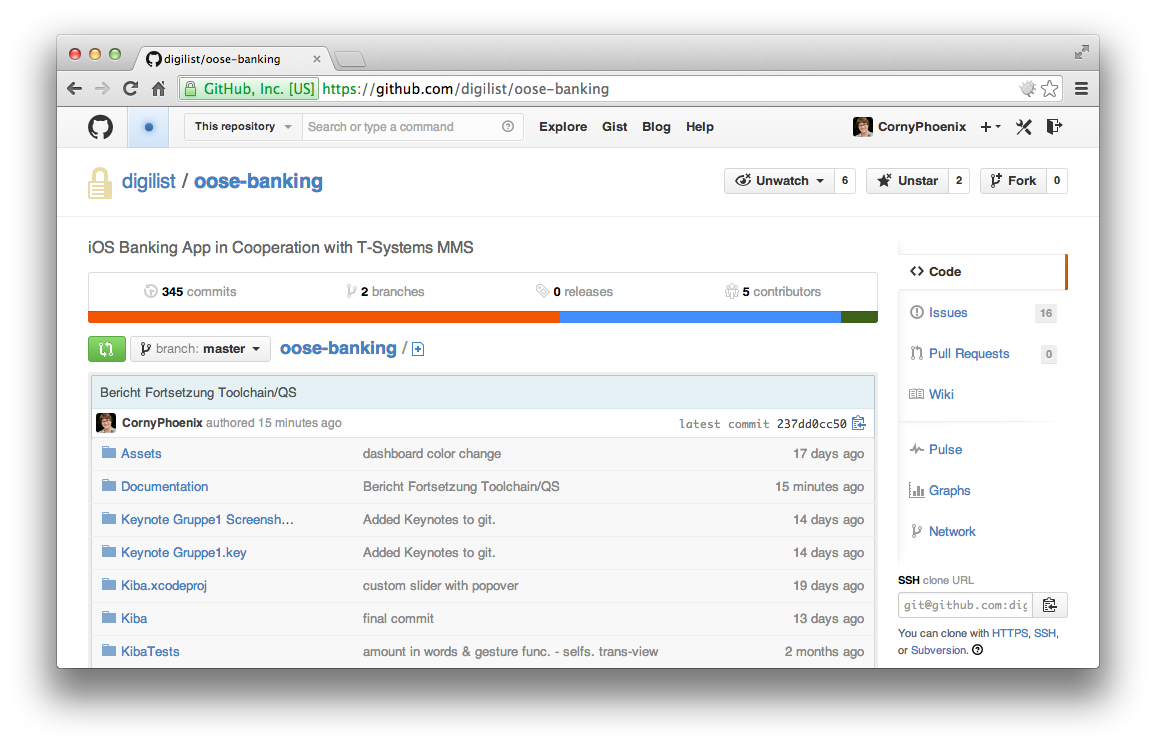 digilist/oose-banking
GitHub, Inc. [US] https://github.com/digilist/oose-banking
This repository Search or type a command Explore Gist Blog Help CornyPhoenix
digilist / oose-banking
Unwatch 6 Unstar 2 Fork 0
iOS Banking App in Cooperation with T-Systems MMS
345 commits 2 branches 0 releases 5 contributors
branch: master oose-banking /
Bericht Fortsetzung Toolchain/QS
CornyPhoenix authored 15 minutes ago latest commit 237dd0cc50
Assets dashboard color change 17 days ago
Documentation Bericht Fortsetzung Toolchain/QS 15 minutes ago
Keynote Gruppe1 Screensh... Added Keynotes to git. 14 days ago
Keynote Gruppe1.key Added Keynotes to git. 14 days ago
Kiba.xcodeproj custom slider with popover 19 days ago
Kiba final commit 13 days ago
KibaTests amount in words & gesture func. - selfs. trans-view 2 months ago
Code
Issues 16
Pull Requests 0
Wiki
Pulse
Graphs
Network
SSH clone URL
git@github.com:dig
You can clone with HTTPS, SSH,
or Subversion.